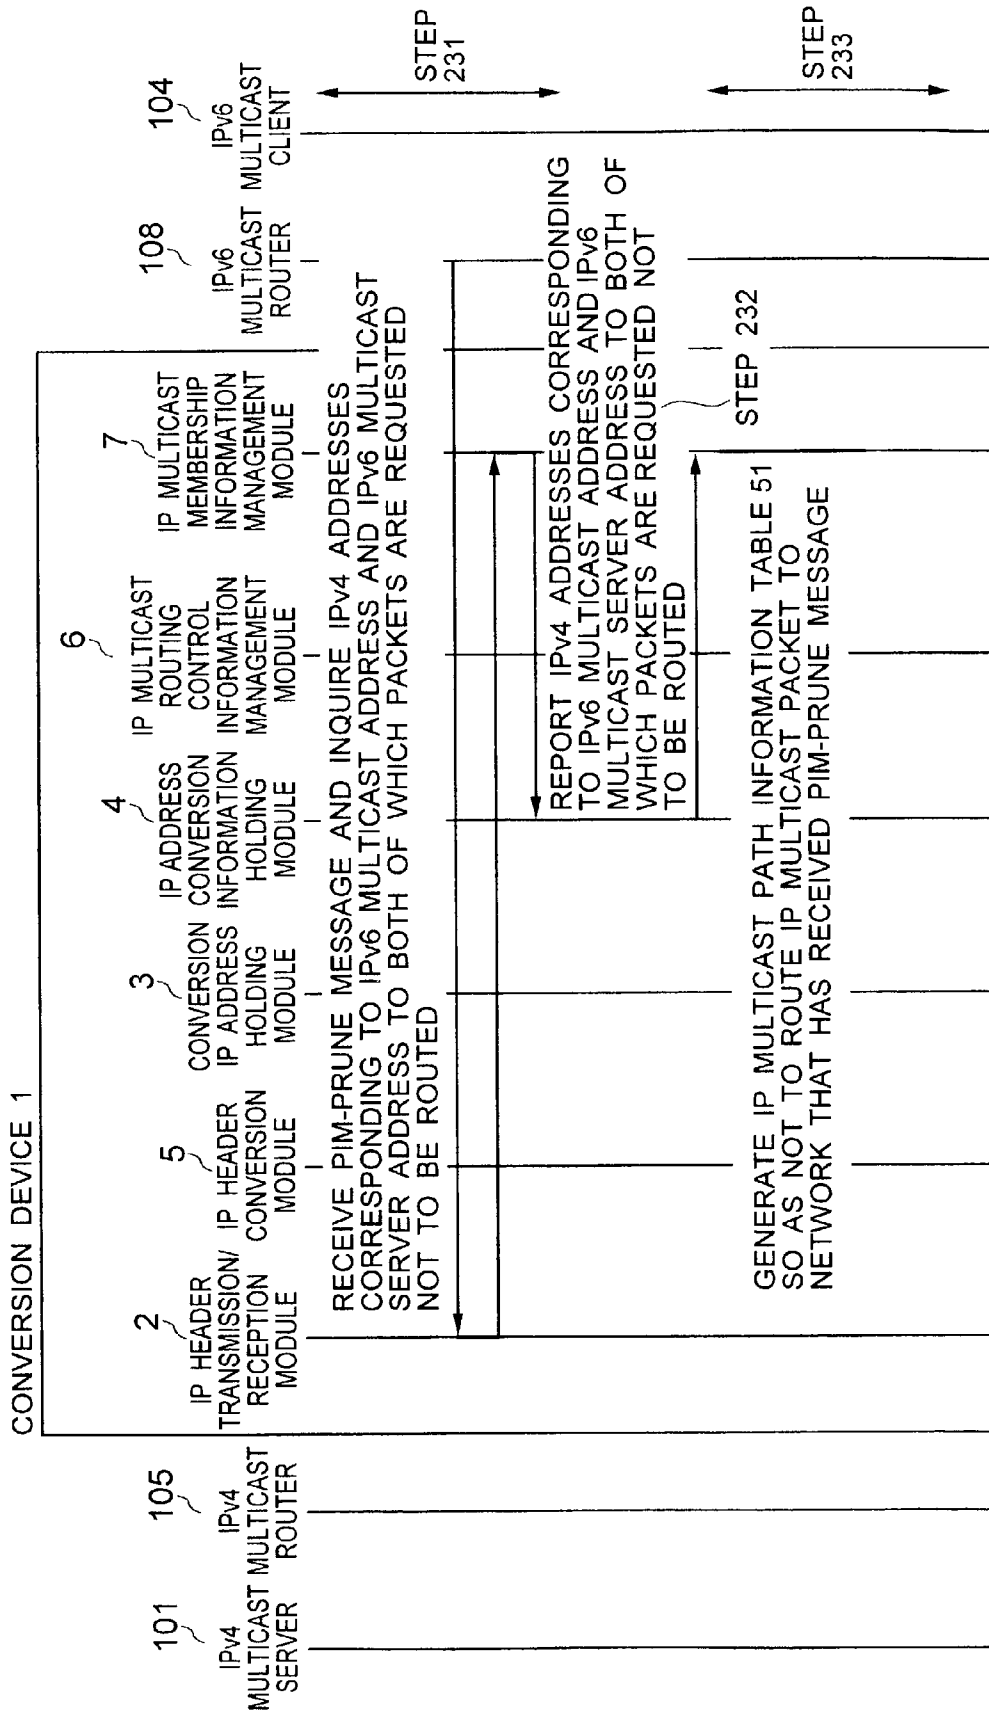 CONVERSION DEVICE 1
101
IPv4
MULTICAST
SERVER
105
IPv4
MULTICAST
ROUTER
2
IP HEADER
TRANSMISSION/
RECEPTION
MODULE
5
IP HEADER
CONVERSION
MODULE
3
CONVERSION
IP ADDRESS
HOLDING
MODULE
4
IP ADDRESS
CONVERSION
INFORMATION
HOLDING
MODULE
6
IP MULTICAST
ROUTING
CONTROL
INFORMATION
MANAGEMENT
MODULE
7
IP MULTICAST
MEMBERSHIP
INFORMATION
MANAGEMENT
MODULE
108
IPv6
MULTICAST
ROUTER
104
IPv6
MULTICAST
CLIENT
RECEIVE PIM-PRUNE MESSAGE AND INQUIRE IPv4 ADDRESSES
CORRESPONDING TO IPv6 MULTICAST ADDRESS AND IPv6 MULTICAST
SERVER ADDRESS TO BOTH OF WHICH PACKETS ARE REQUESTED
NOT TO BE ROUTED
STEP
231
REPORT IPv4 ADDRESSES CORRESPONDING
TO IPv6 MULTICAST ADDRESS AND IPv6
MULTICAST SERVER ADDRESS TO BOTH OF
WHICH PACKETS ARE REQUESTED NOT
TO BE ROUTED
STEP 232
GENERATE IP MULTICAST PATH INFORMATION TABLE 51
SO AS NOT TO ROUTE IP MULTICAST PACKET TO
NETWORK THAT HAS RECEIVED PIM-PRUNE MESSAGE
STEP
233